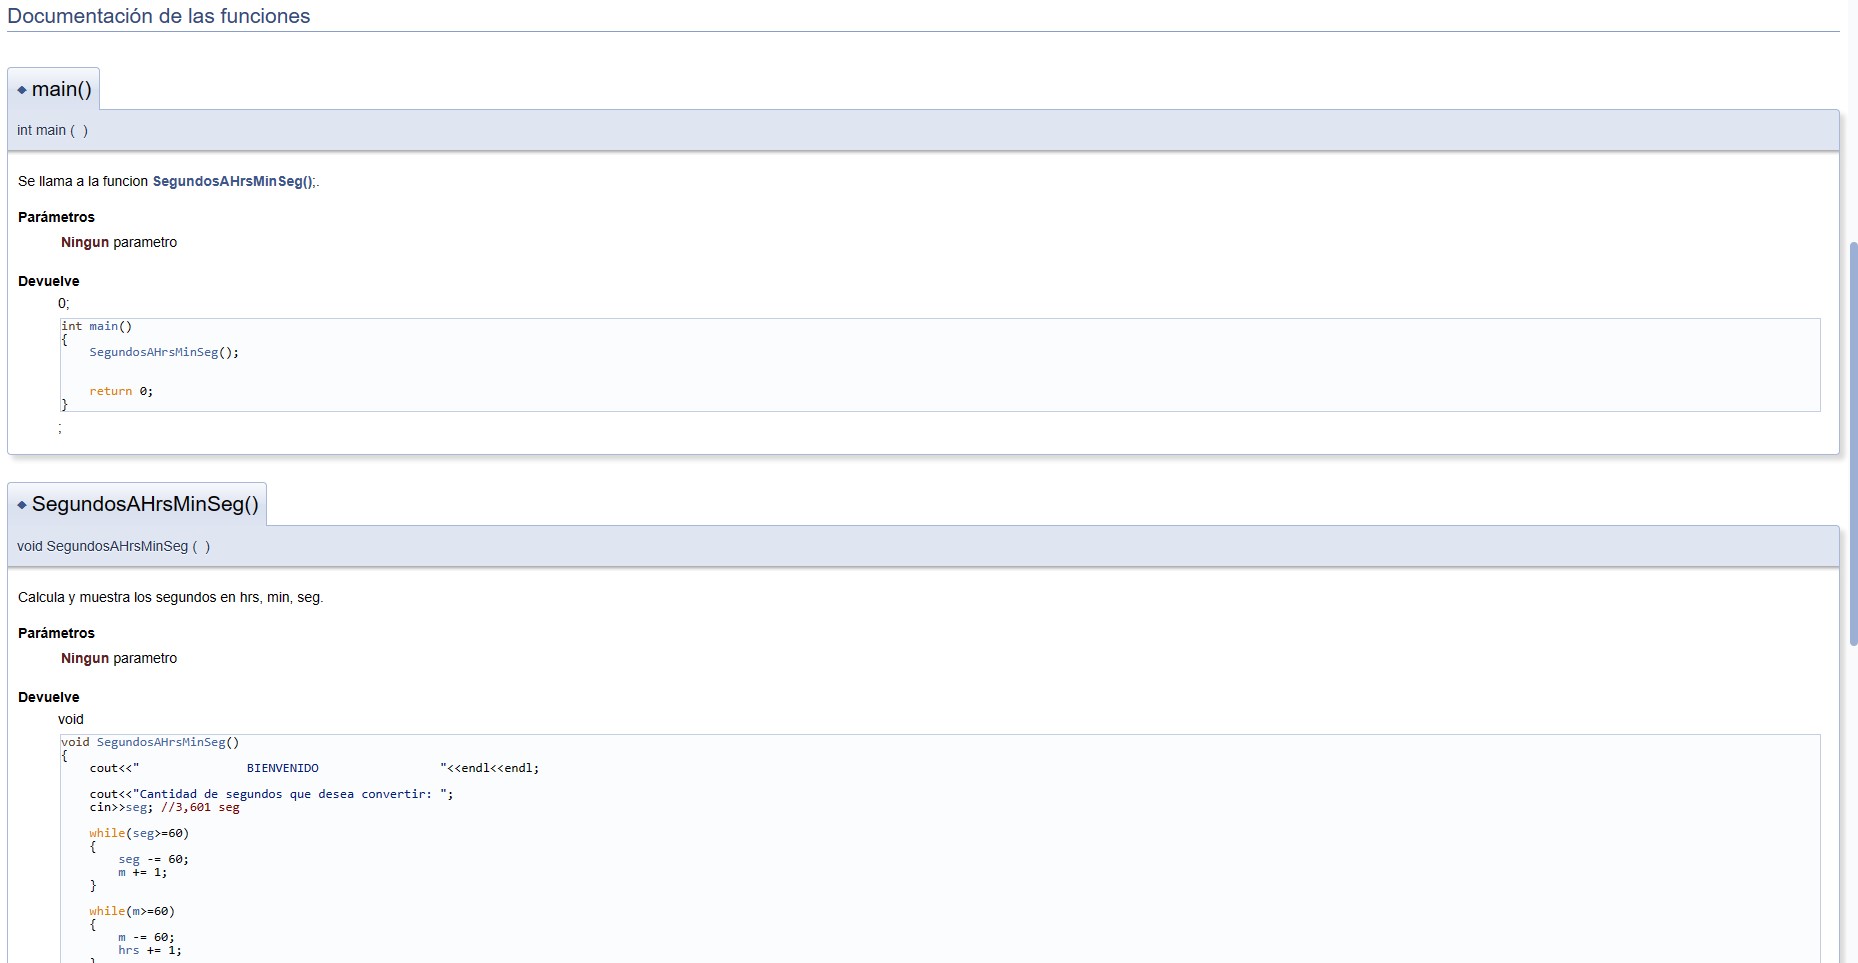 Documentación de las funciones
◆ main()
int main ( )
Se llama a la funcion SegundosAHrsMinSeg();.
Parámetros
Ningun parametro
Devuelve
0;
int main()
{
    SegundosAHrsMinSeg();
    return 0;
}
;
◆ SegundosAHrsMinSeg()
void SegundosAHrsMinSeg ( )
Calcula y muestra los segundos en hrs, min, seg.
Parámetros
Ningun parametro
Devuelve
void
void SegundosAHrsMinSeg()
{
    cout<<"               BIENVENIDO                 "<<endl<<endl;
    cout<<"Cantidad de segundos que desea convertir: ";
    cin>>seg; //3,601 seg
    while(seg>=60)
    {
        seg -= 60;
        m += 1;
    }
    while(m>=60)
    {
        m -= 60;
        hrs += 1;
    }